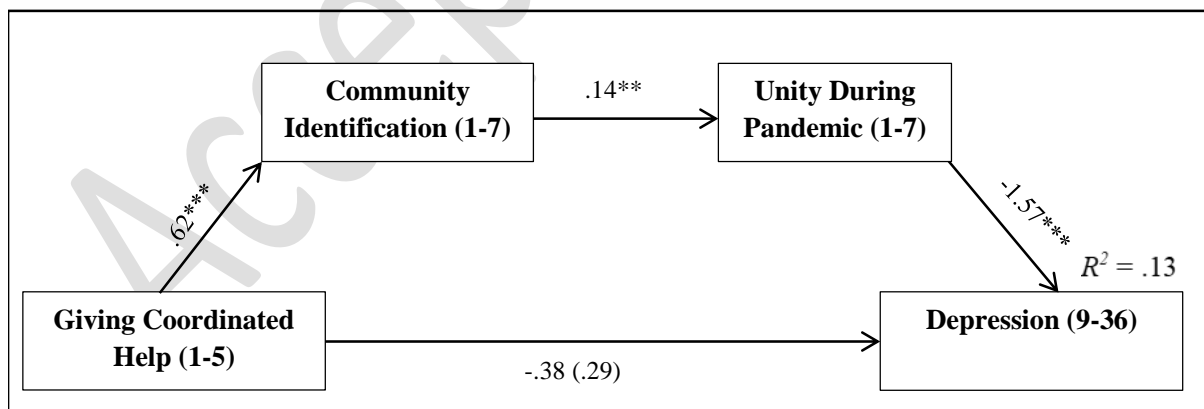 Community
Identification (1-7)
.14**
Unity During
Pandemic (1-7)
.62***
-1.57***
R² = .13
Giving Coordinated
Help (1-5)
Depression (9-36)
-.38 (.29)